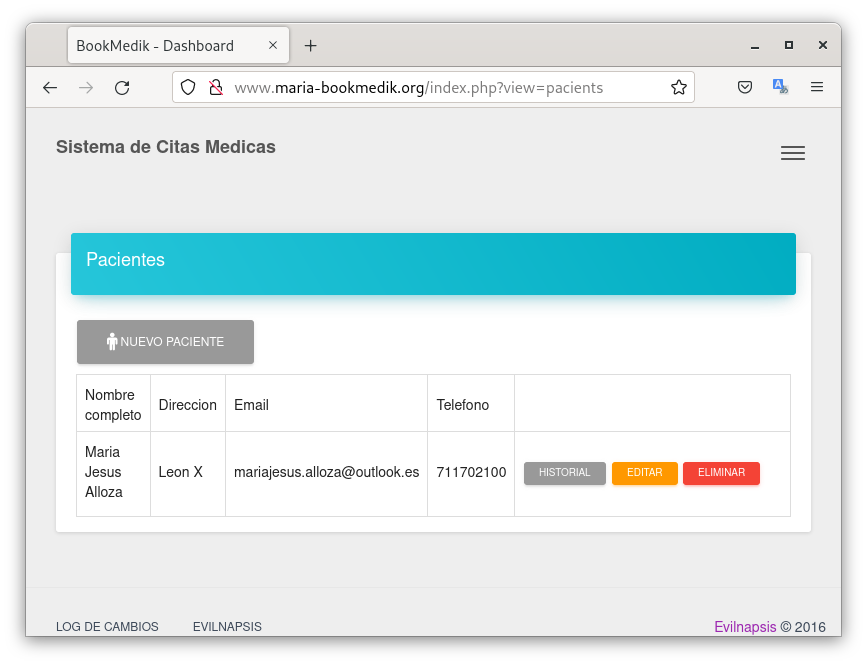 BookMedik - Dashboard
www.maria-bookmedik.org/index.php?view=pacients
Sistema de Citas Medicas
Pacientes
NUEVO PACIENTE
Nombre completo Direccion Email Telefono
Maria Jesus Alloza Leon X mariajesus.alloza@outlook.es 711702100 HISTORIAL EDITAR ELIMINAR
LOG DE CAMBIOS EVILNAPSIS Evilnapsis © 2016